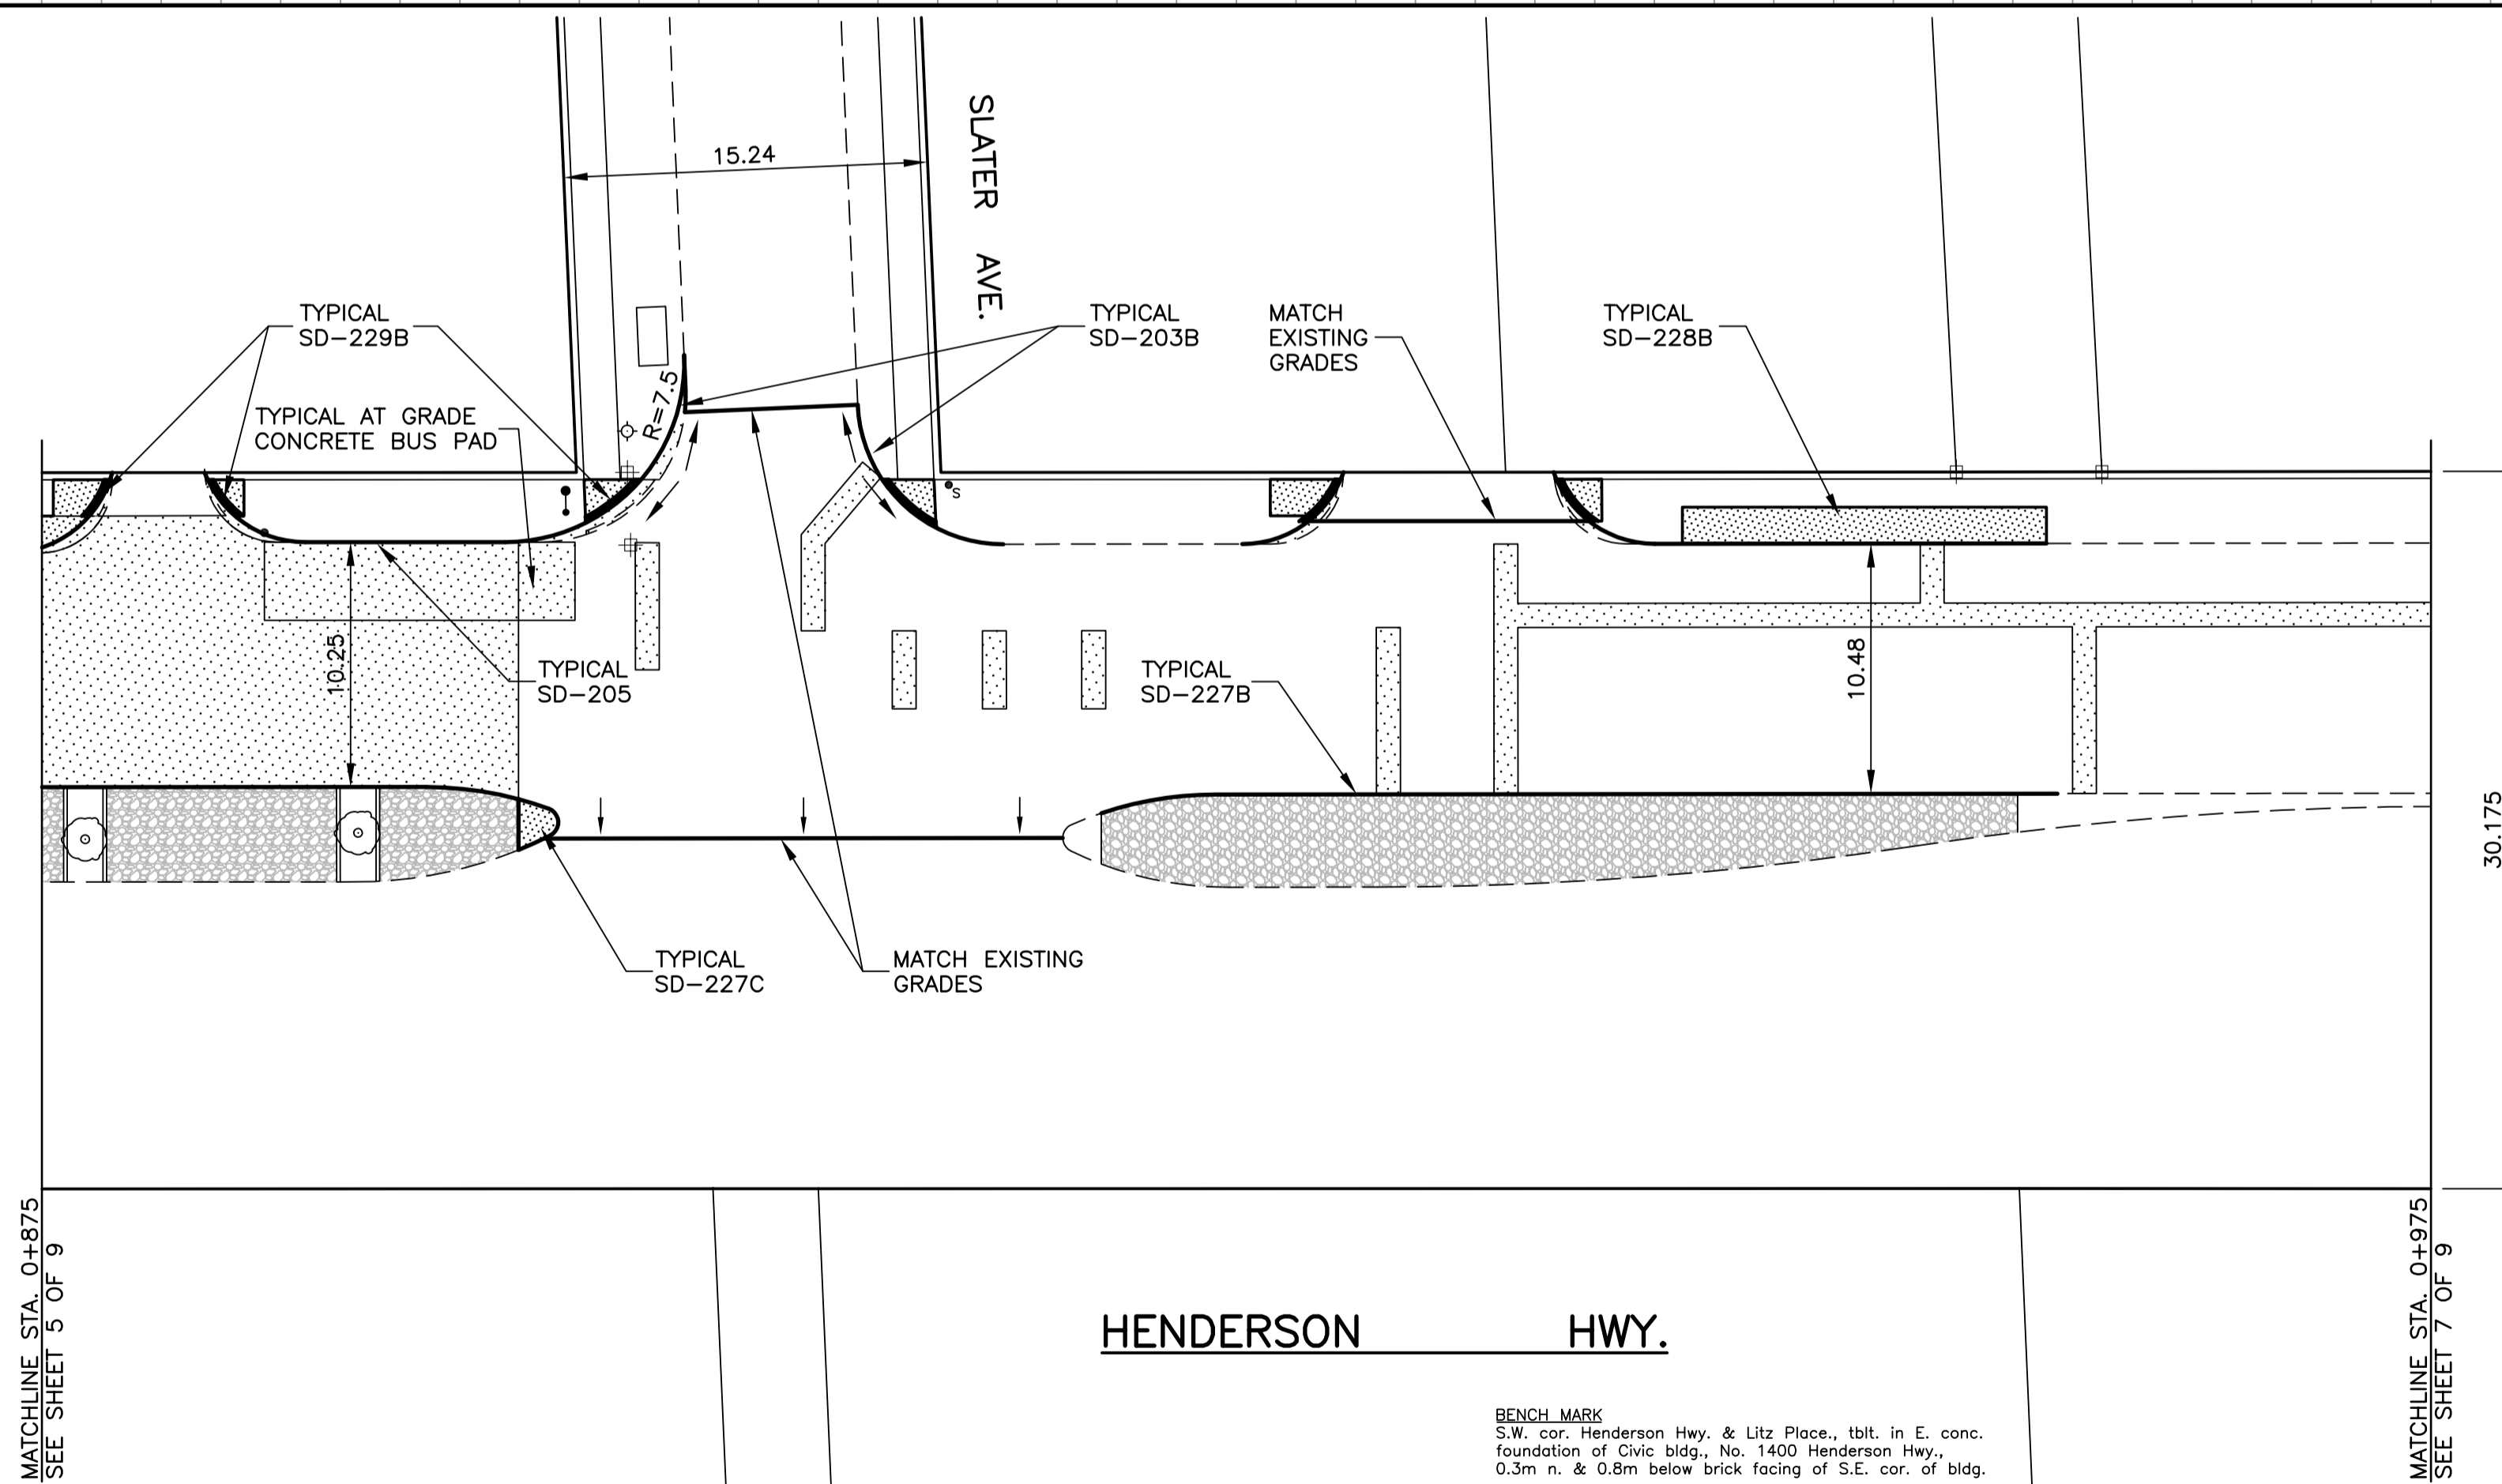 SLATER AVE.
15.24
TYPICAL
SD-229B
TYPICAL
SD-203B
MATCH
EXISTING
GRADES
TYPICAL
SD-228B
R=7.5
TYPICAL AT GRADE
CONCRETE BUS PAD
S
10.25
TYPICAL
SD-205
TYPICAL
SD-227B
10.48
30.175
TYPICAL
SD-227C
MATCH EXISTING
GRADES
MATCHLINE STA. 0+875
SEE SHEET 5 OF 9
MATCHLINE STA. 0+975
SEE SHEET 7 OF 9
HENDERSON HWY.
BENCH MARK
S.W. cor. Henderson Hwy. & Litz Place., tblt. in E. conc.
foundation of Civic bldg., No. 1400 Henderson Hwy.,
0.3m n. & 0.8m below brick facing of S.E. cor. of bldg.